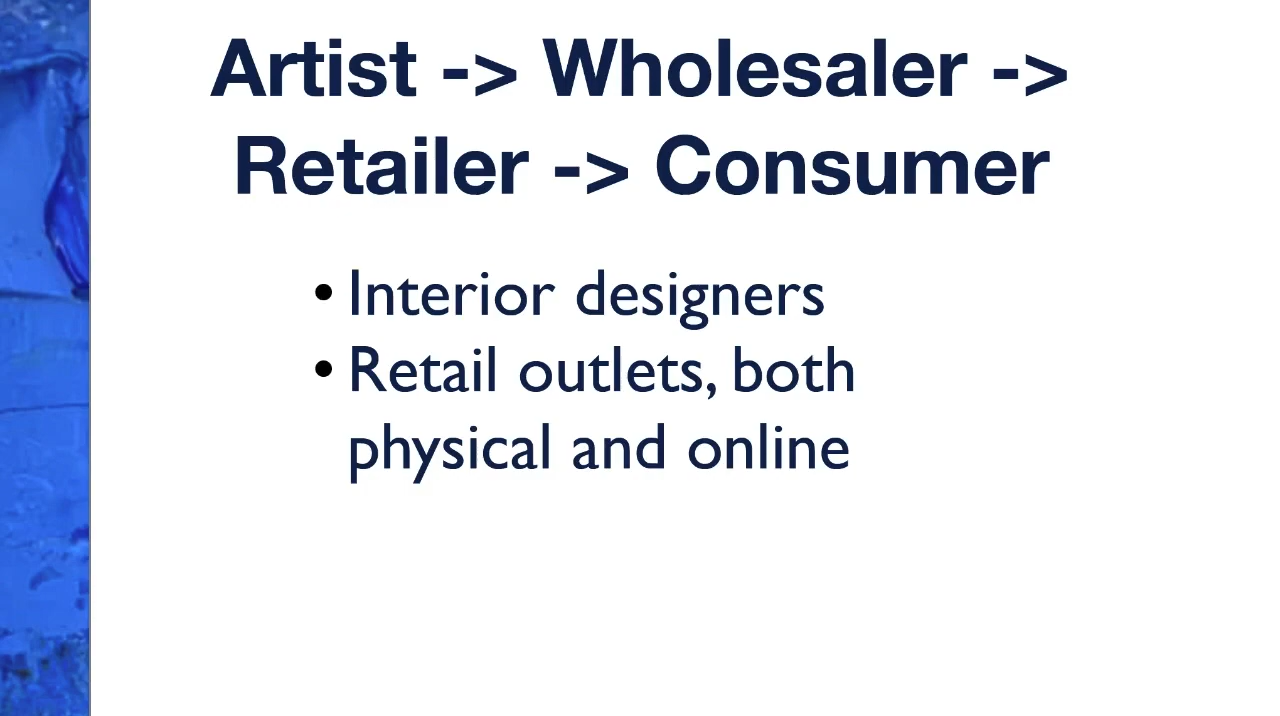 Artist -> Wholesaler ->
Retailer -> Consumer
• Interior designers
• Retail outlets, both
physical and online